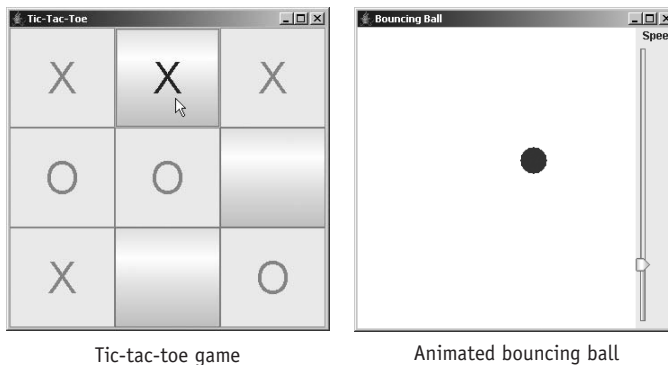 Tic-Tac-Toe
X X X
O O
X O
Tic-tac-toe game
Bouncing Ball
Spee
Animated bouncing ball